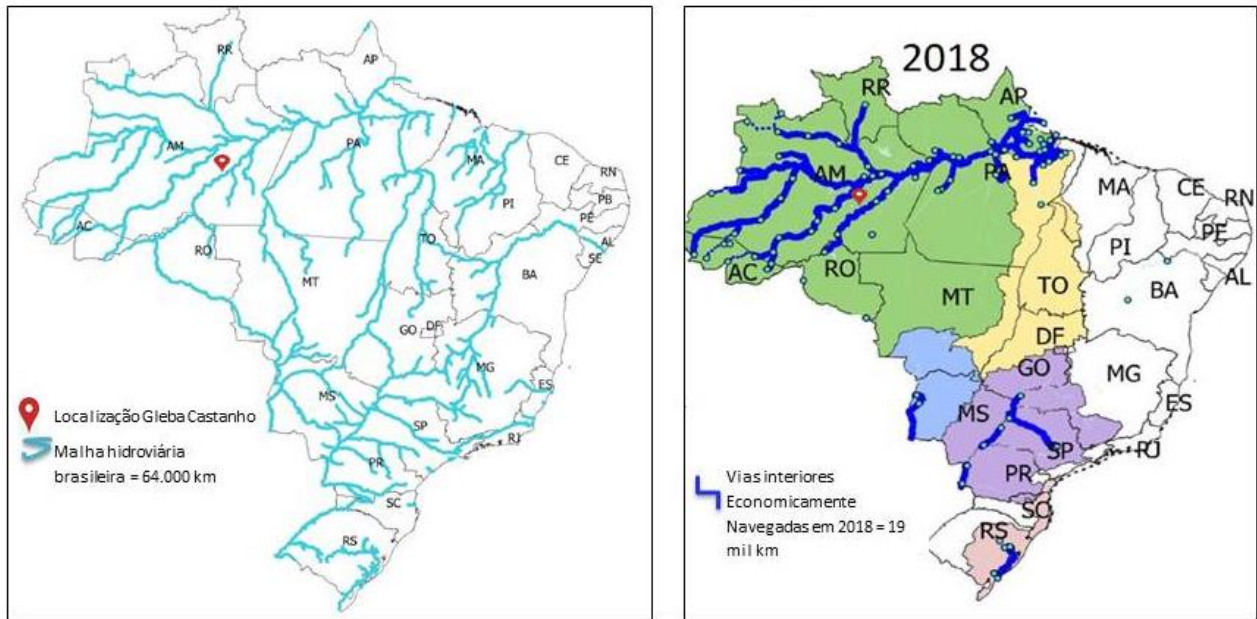 RR
AP
AM
PA
MA
CE
RN
PB
PE
PI
AL
SE
AC
RO
TO
BA
MT
GO
DF
MG
ES
MS
SP
RJ
PR
SC
RS
Localização Gleba Castanho
Malha hidroviária
brasileira = 64.000 km
2018
RR
AP
AM
PA
MA
CE
RN
PE
PI
AL
AC
RO
TO
BA
MT
DF
GO
MG
ES
MS
SP
RJ
PR
SC
RS
Vias interiores
Economicamente
Navegadas em 2018 = 19
mil km